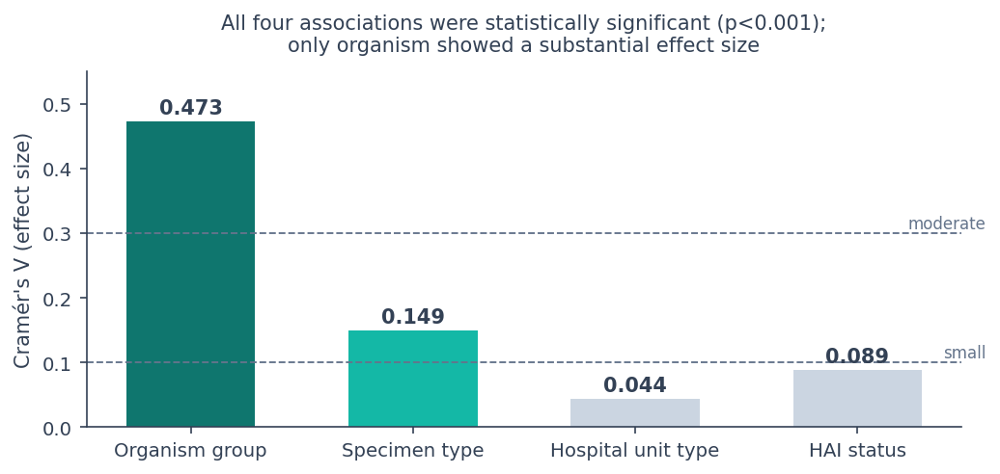 All four associations were statistically significant (p<0.001);
only organism showed a substantial effect size
Cramér's V (effect size)
0.5
0.4
0.3
0.2
0.1
0.0
0.473
0.149
0.044
0.089
moderate
small
Organism group
Specimen type
Hospital unit type
HAI status